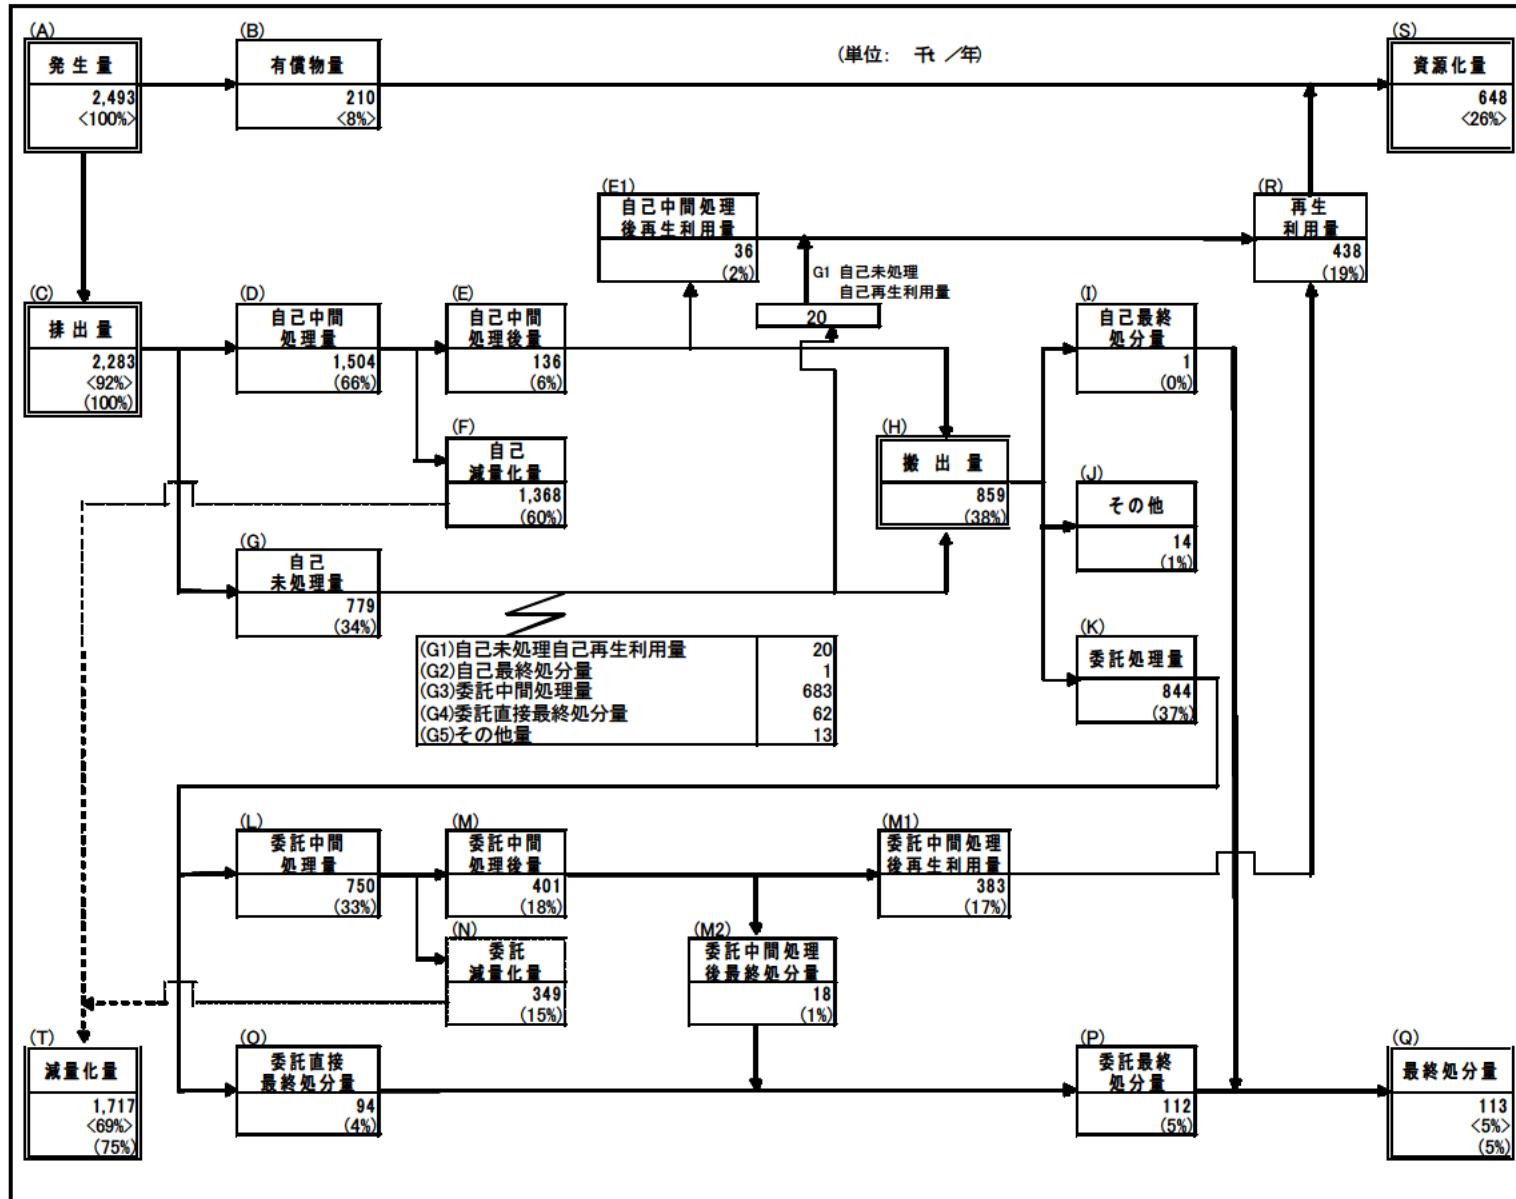 (A)
発生量
2,493
<100%>
(B)
有償物量
210
<8%>
(単位: 千t／年)
(S)
資源化量
648
<26%>
(E1)
自己中間処理
後再生利用量
36
(2%)
G1 自己未処理
自己再生利用量
20
(R)
再生
利用量
438
(19%)
(C)
排出量
2,283
<92%>
(100%)
(D)
自己中間
処理量
1,504
(66%)
(E)
自己中間
処理後量
136
(6%)
(I)
自己最終
処分量
1
(0%)
(F)
自己
減量化量
1,368
(60%)
(H)
搬出量
859
(38%)
(J)
その他
14
(1%)
(G)
自己
未処理量
779
(34%)
(G1)自己未処理自己再生利用量 20
(G2)自己最終処分量 1
(G3)委託中間処理量 683
(G4)委託直接最終処分量 62
(G5)その他量 13
(K)
委託処理量
844
(37%)
(L)
委託中間
処理量
750
(33%)
(M)
委託中間
処理後量
401
(18%)
(M1)
委託中間処理
後再生利用量
383
(17%)
(N)
委託
減量化量
349
(15%)
(M2)
委託中間処理
後最終処分量
18
(1%)
(T)
減量化量
1,717
<69%>
(75%)
(O)
委託直接
最終処分量
94
(4%)
(P)
委託最終
処分量
112
(5%)
(Q)
最終処分量
113
<5%>
(5%)